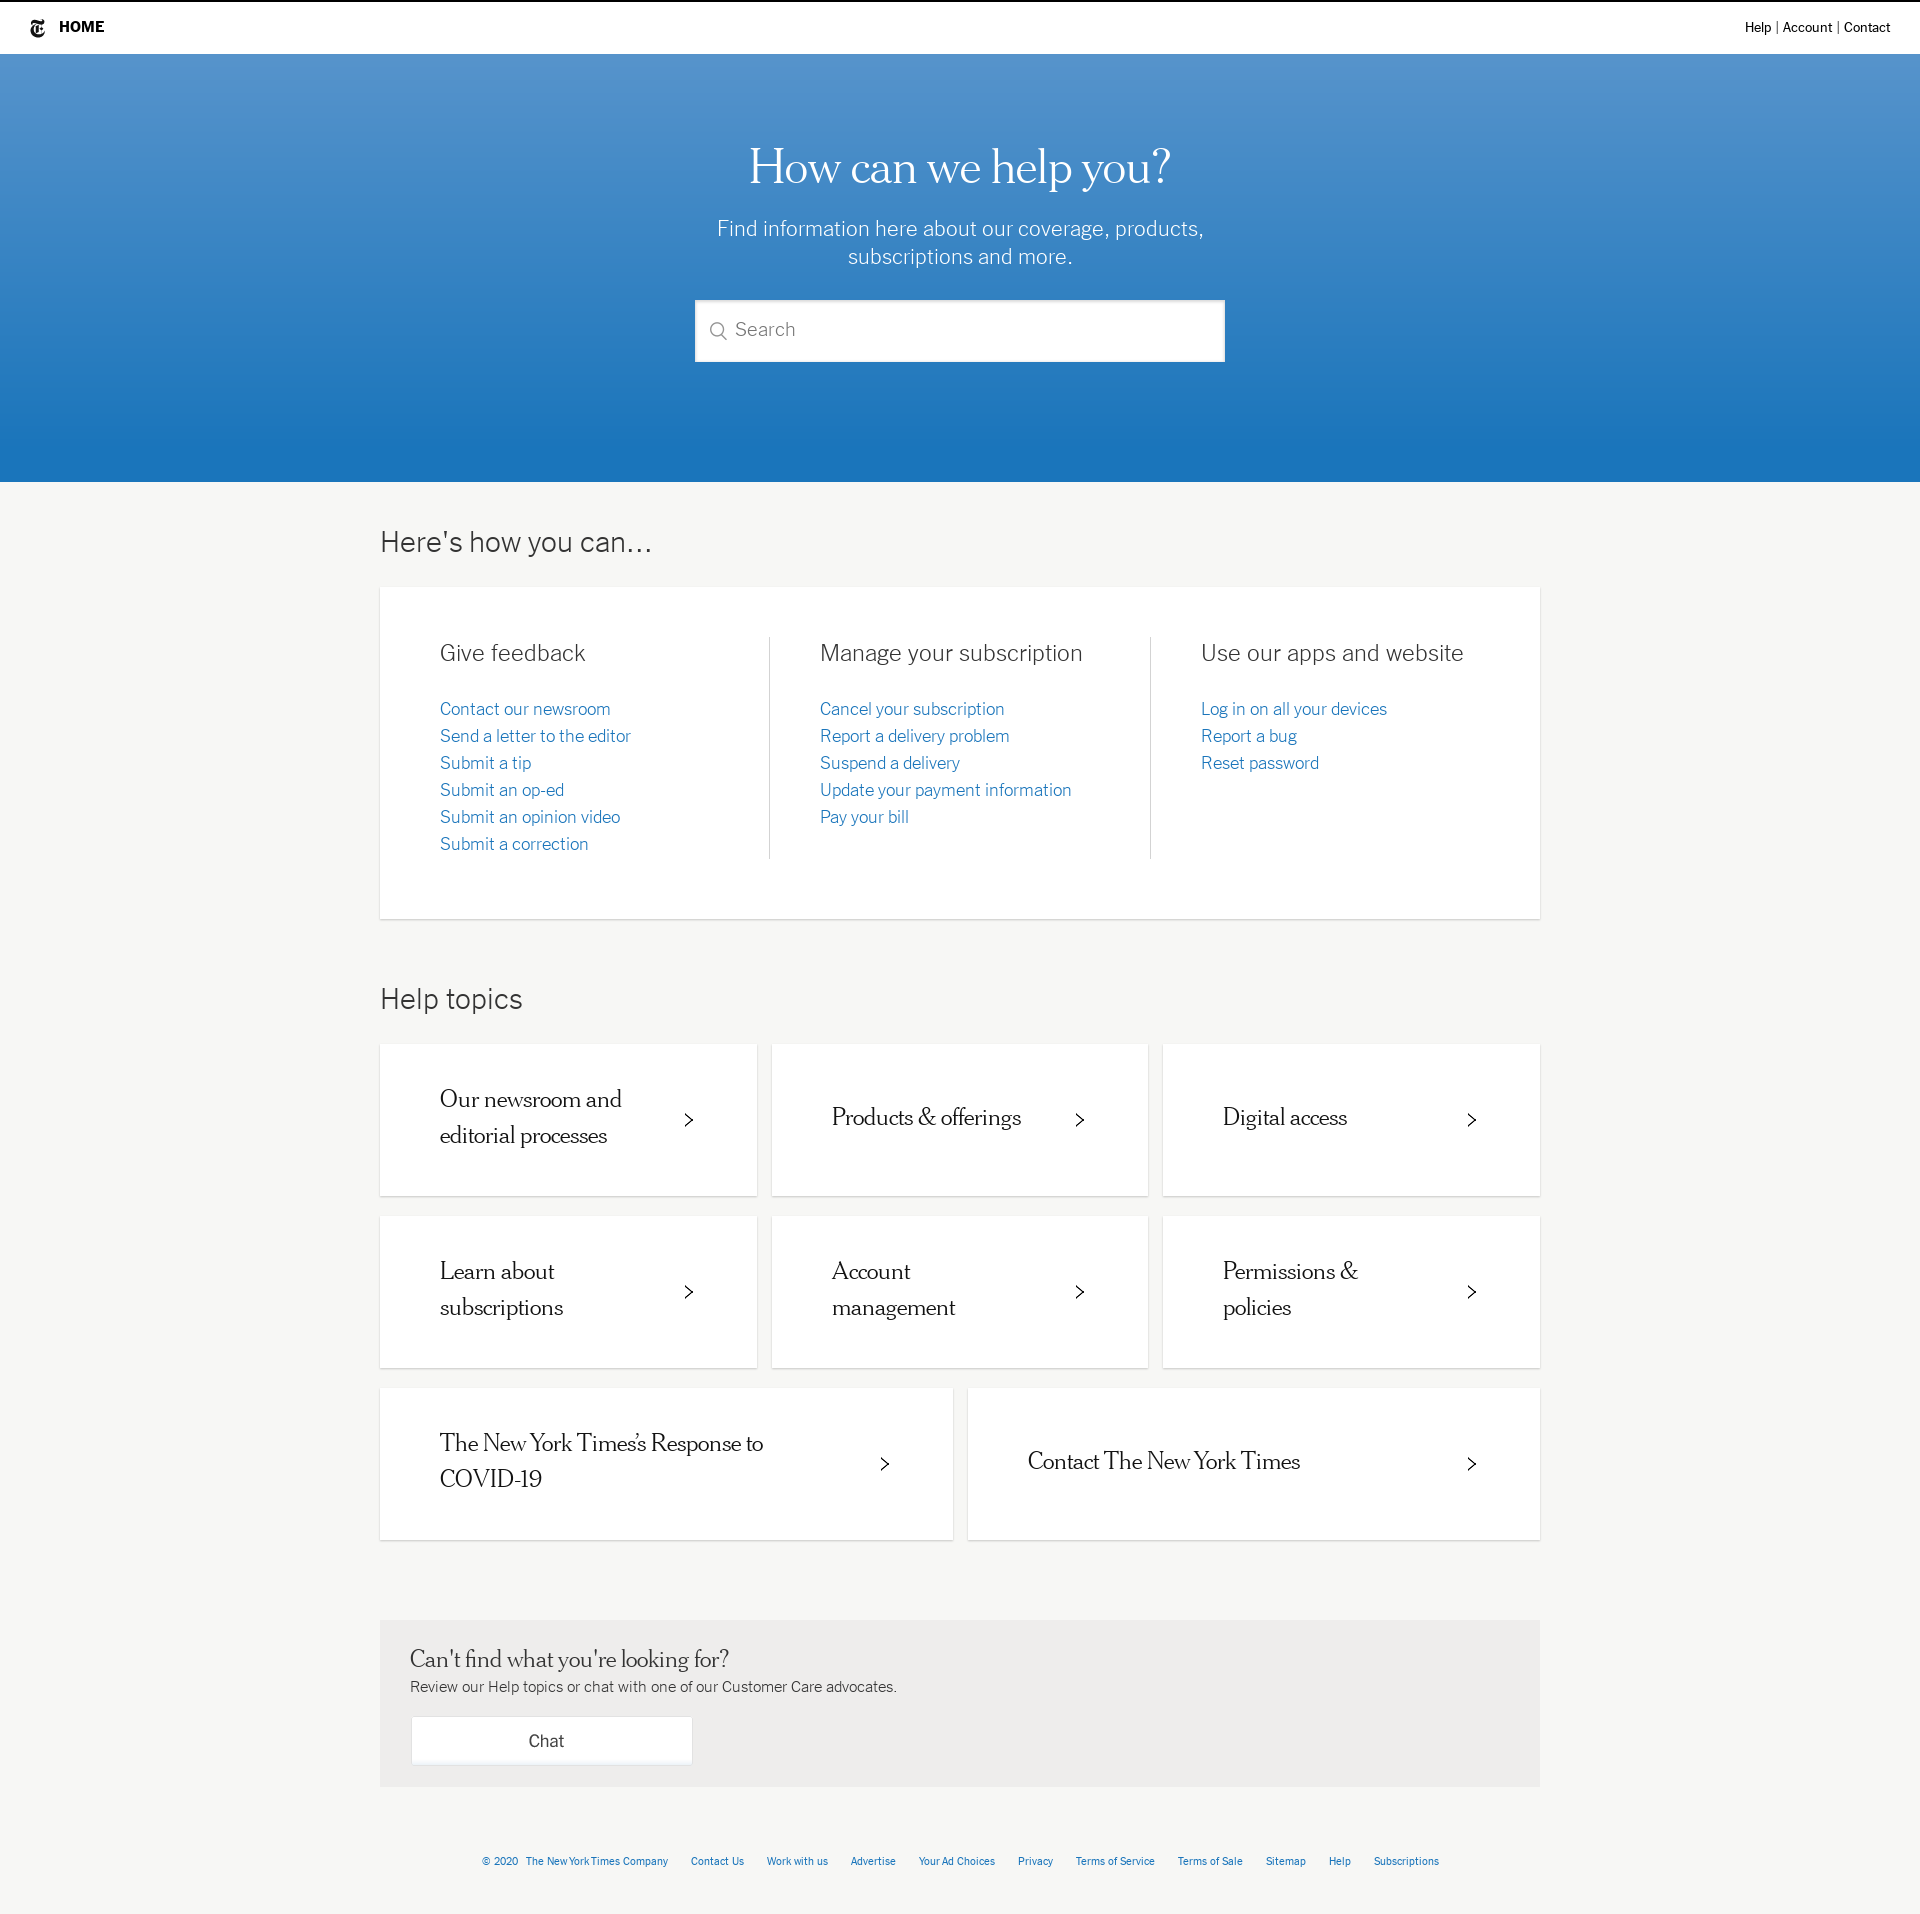 HOME
Help | Account | Contact
How can we help you?
Find information here about our coverage, products,
subscriptions and more.
Search
Here's how you can...
Give feedback
Contact our newsroom
Send a letter to the editor
Submit a tip
Submit an op-ed
Submit an opinion video
Submit a correction
Manage your subscription
Cancel your subscription
Report a delivery problem
Suspend a delivery
Update your payment information
Pay your bill
Use our apps and website
Log in on all your devices
Report a bug
Reset password
Help topics
Our newsroom and
editorial processes
Products & offerings
Digital access
Learn about
subscriptions
Account
management
Permissions &
policies
The New York Times’s Response to
COVID-19
Contact The New York Times
Can't find what you're looking for?
Review our Help topics or chat with one of our Customer Care advocates.
Chat
© 2020 The New York Times Company Contact Us Work with us Advertise Your Ad Choices Privacy Terms of Service Terms of Sale Sitemap Help Subscriptions